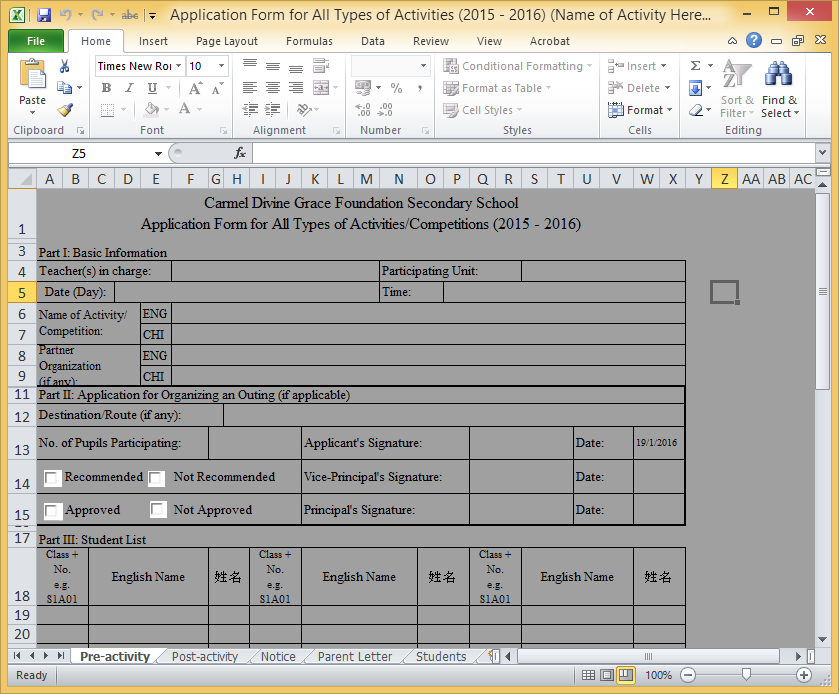 Application Form for All Types of Activities (2015 - 2016) (Name of Activity Here...
File Home Insert Page Layout Formulas Data Review View Acrobat
Paste
Times New Ro 10
B I U A A
% ,
Conditional Formatting
Format as Table
Cell Styles
Insert
Delete
Format
Σ
Sort & Filter
Find & Select
Clipboard Font Alignment Number Styles Cells Editing
Z5 fx
A B C D E F G H I J K L M N O P Q R S T U V W X Y Z AA AB AC
1 Carmel Divine Grace Foundation Secondary School
Application Form for All Types of Activities/Competitions (2015 - 2016)
3 Part I: Basic Information
4 Teacher(s) in charge: Participating Unit:
5 Date (Day): Time:
6 Name of Activity/ ENG
7 Competition: CHI
8 Partner ENG
Organization
9 (if any): CHI
11 Part II: Application for Organizing an Outing (if applicable)
12 Destination/Route (if any):
13 No. of Pupils Participating: Applicant's Signature: Date: 19/1/2016
14 Recommended Not Recommended Vice-Principal's Signature: Date:
15 Approved Not Approved Principal's Signature: Date:
17 Part III: Student List
18 Class + No. e.g. S1A01 English Name 姓名 Class + No. e.g. S1A01 English Name 姓名 Class + No. e.g. S1A01 English Name 姓名
19
20
Pre-activity Post-activity Notice Parent Letter Students
Ready 100%